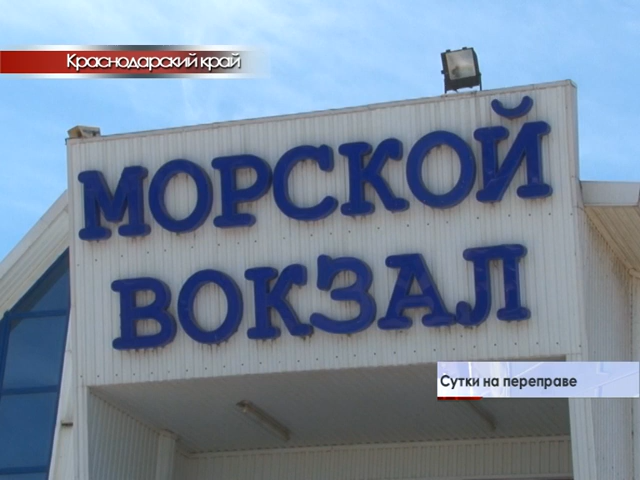 Краснодарский край
МОРСКОЙ
ВОКЗАЛ
Сутки на переправе